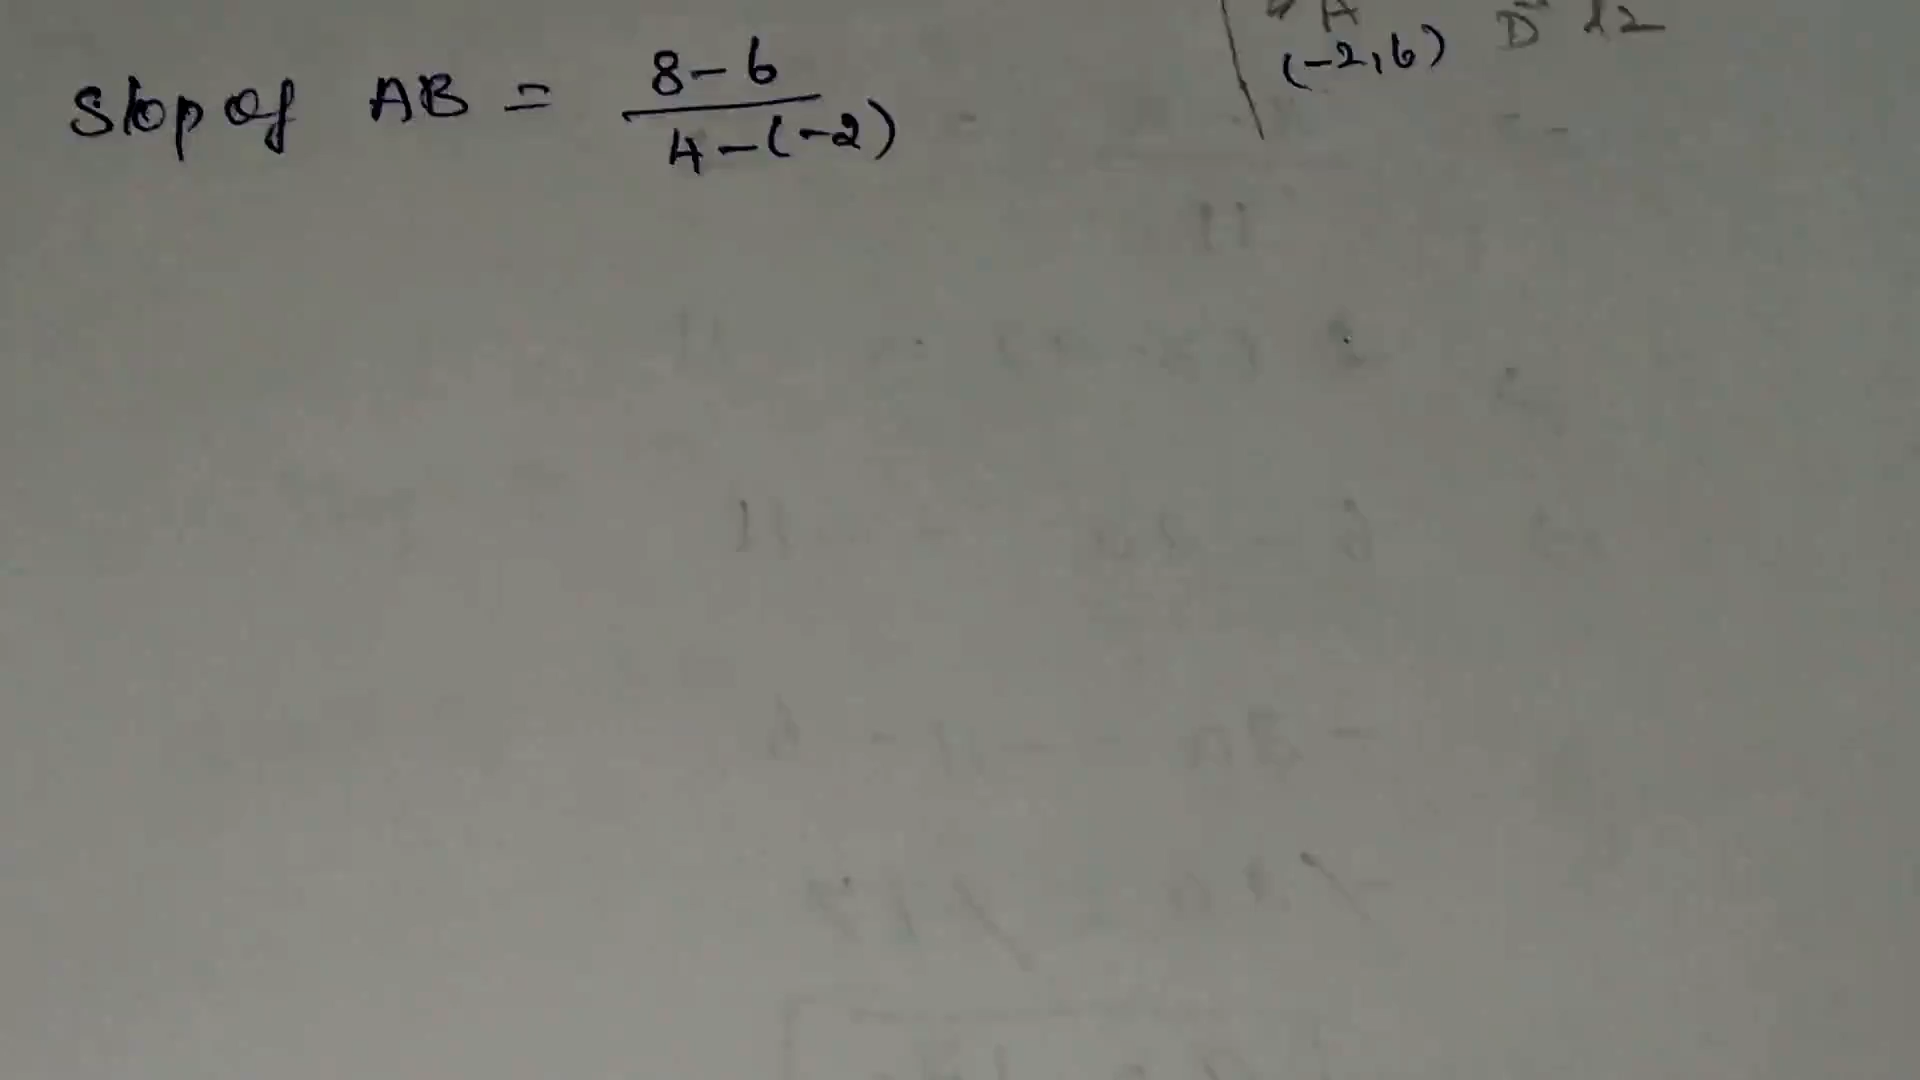 A
(-2,6) D
Slop of AB = 8-6 / 4-(-2)